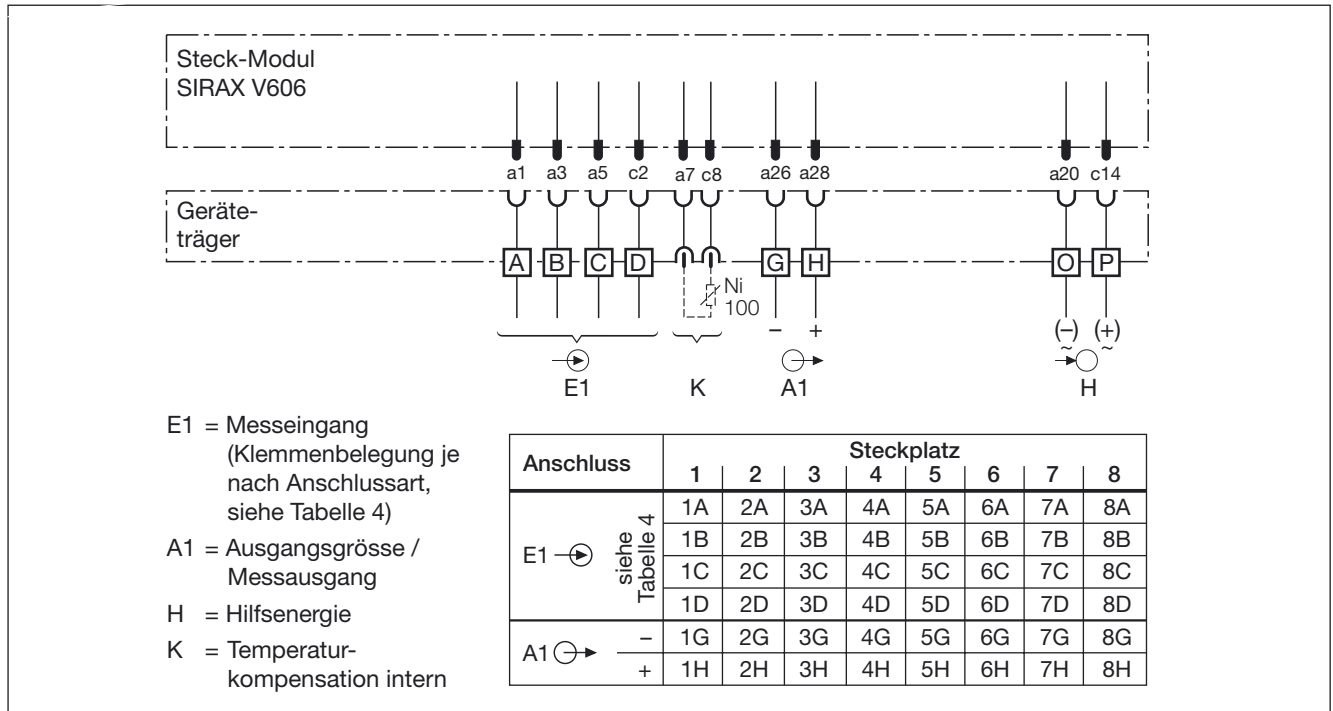 Steck-Modul
SIRAX V606
a1 a3 a5 c2 a7 c8 a26 a28 a20 c14
Geräte-
träger
A B C D G H O P
Ni
100
– + (–) (+)
~ ~
E1 K A1 H
E1 = Messeingang
(Klemmenbelegung je
nach Anschlussart,
siehe Tabelle 4)
A1 = Ausgangsgrösse /
Messausgang
H = Hilfsenergie
K = Temperatur-
kompensation intern
Anschluss Steckplatz
1 2 3 4 5 6 7 8
E1 siehe
Tabelle 4
1A 2A 3A 4A 5A 6A 7A 8A
1B 2B 3B 4B 5B 6B 7B 8B
1C 2C 3C 4C 5C 6C 7C 8C
1D 2D 3D 4D 5D 6D 7D 8D
A1 – 1G 2G 3G 4G 5G 6G 7G 8G
+ 1H 2H 3H 4H 5H 6H 7H 8H